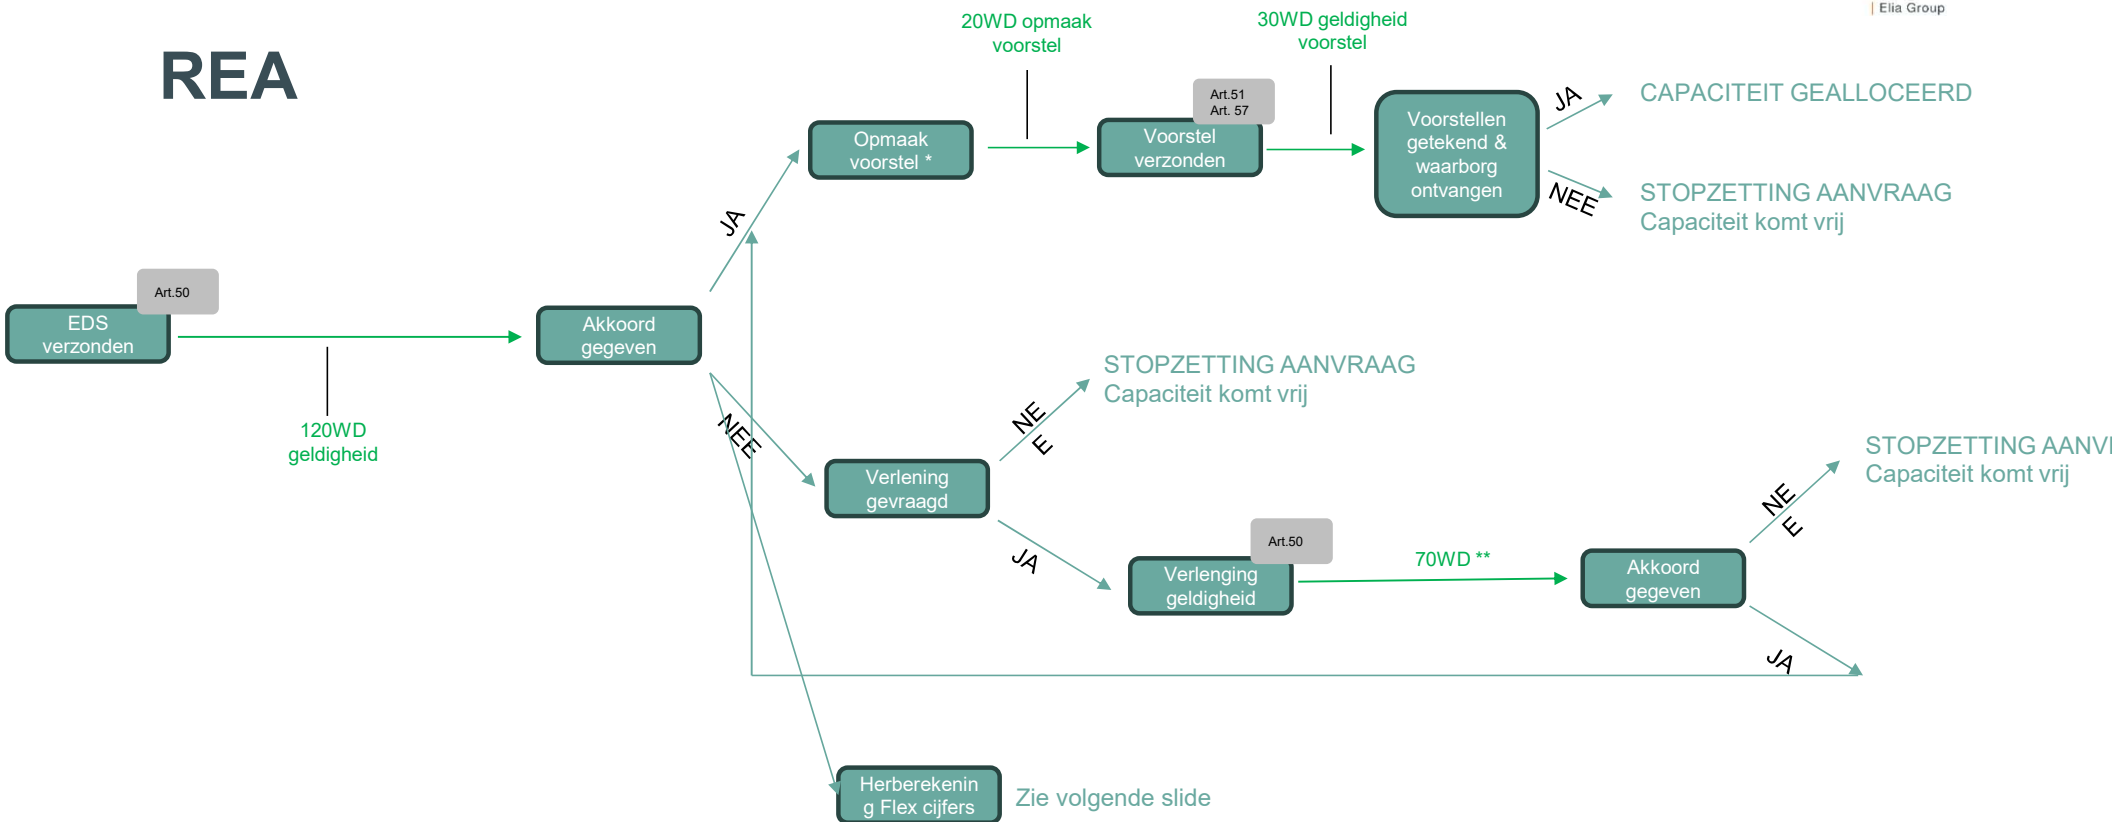 Elia Group
REA
20WD opmaak
voorstel
30WD geldigheid
voorstel
Art.51
Art. 57
Opmaak
voorstel *
Voorstel
verzonden
Voorstellen
getekend &
waarborg
ontvangen
JA
CAPACITEIT GEALLOCEERD
NEE
STOPZETTING AANVRAAG
Capaciteit komt vrij
JA
Art.50
EDS
verzonden
120WD
geldigheid
Akkoord
gegeven
NEE
Verlening
gevraagd
NE
E
STOPZETTING AANVRAAG
Capaciteit komt vrij
JA
Art.50
Verlenging
geldigheid
70WD **
Akkoord
gegeven
NE
E
STOPZETTING AANV
Capaciteit komt vrij
JA
Herberekenin
g Flex cijfers
Zie volgende slide